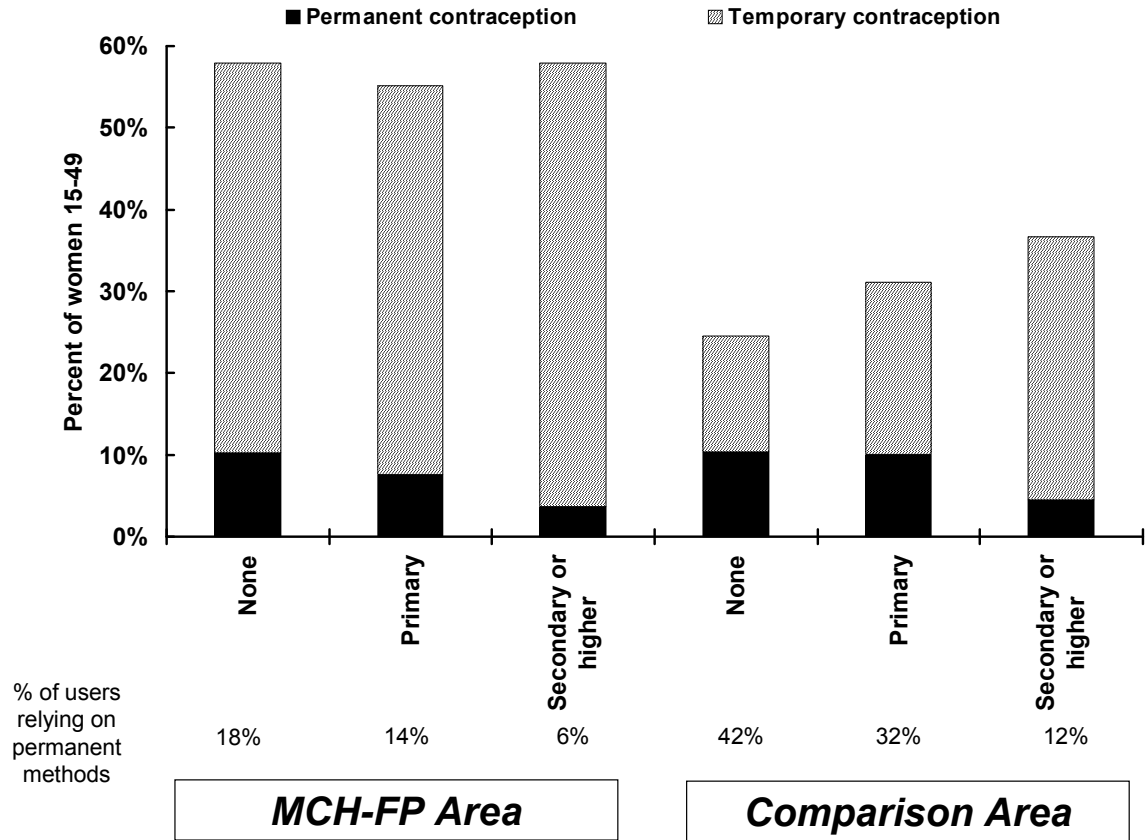 Permanent contraception
Temporary contraception
60%
50%
40%
30%
20%
10%
0%
Percent of women 15-49
None
Primary
Secondary or
higher
None
Primary
Secondary or
higher
% of users
relying on
permanent
methods
18%
14%
6%
42%
32%
12%
MCH-FP Area
Comparison Area